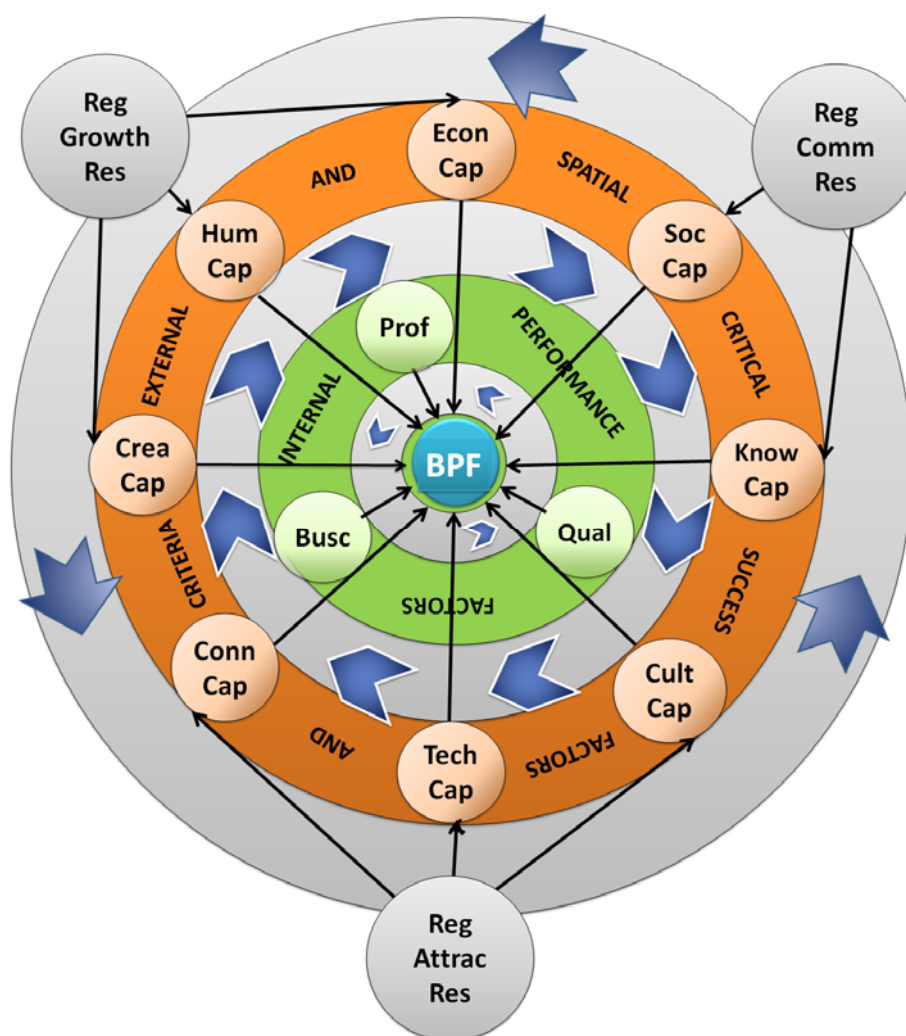 Reg
Growth
Res
Reg
Comm
Res
Econ
Cap
AND
SPATIAL
Hum
Cap
Soc
Cap
Prof
EXTERNAL
INTERNAL
PERFORMANCE
CRITICAL
Crea
Cap
BPF
Know
Cap
Busc
Qual
CRITERIA
FACTORS
SUCCESS
Conn
Cap
Cult
Cap
AND
Tech
Cap
FACTORS
Reg
Attrac
Res